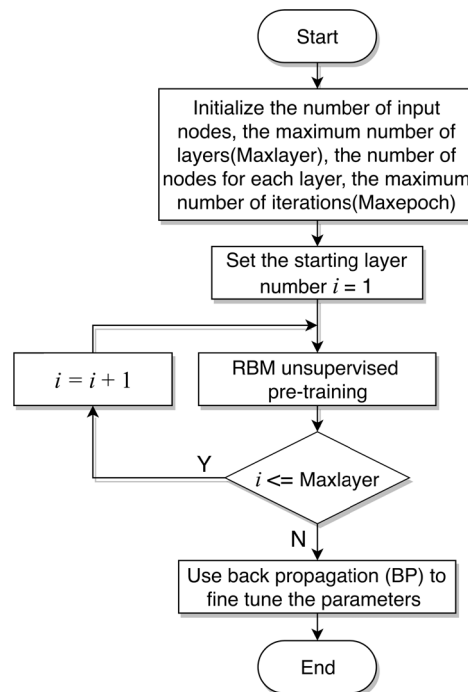 Start
Initialize the number of input
nodes, the maximum number of
layers(Maxlayer), the number of
nodes for each layer, the maximum
number of iterations(Maxepoch)
Set the starting layer
number i = 1
i = i + 1
RBM unsupervised
pre-training
Y
i <= Maxlayer
N
Use back propagation (BP) to
fine tune the parameters
End